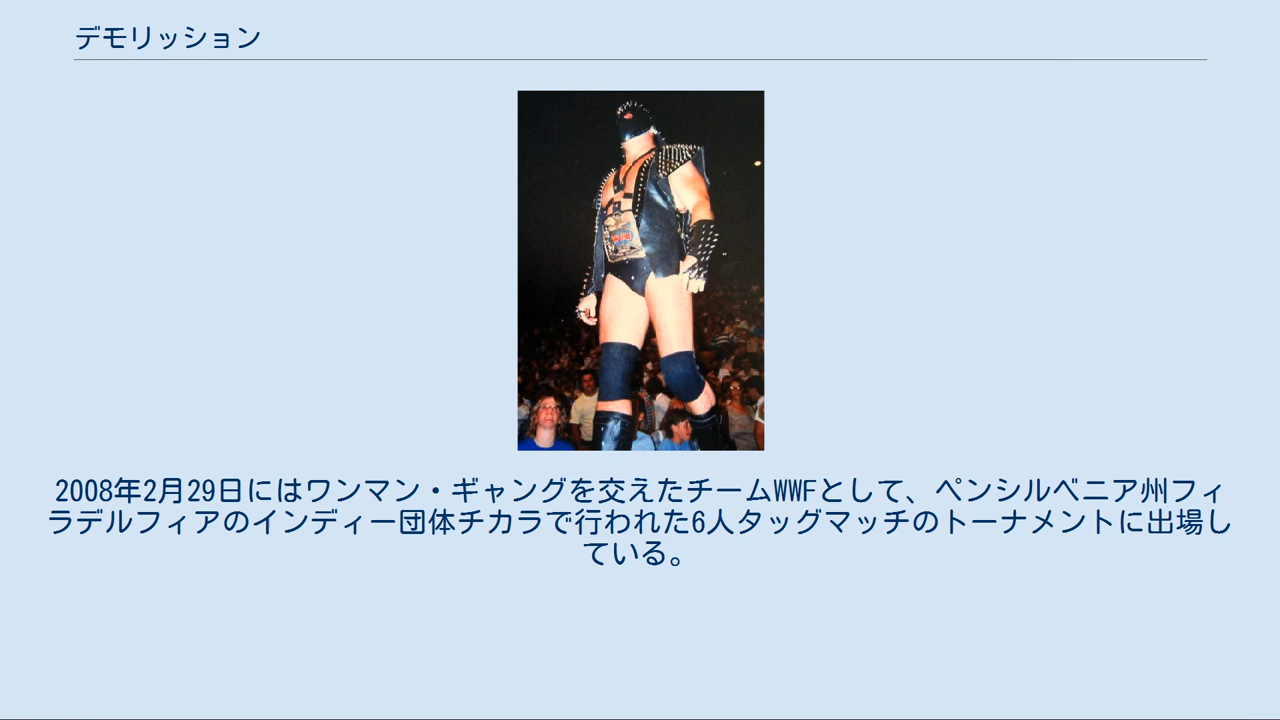 デモリッション
2008年2月29日にはワンマン・ギャングを交えたチームWWFとして、ペンシルベニア州フィ
ラデルフィアのインディー団体チカラで行われた6人タッグマッチのトーナメントに出場し
ている。